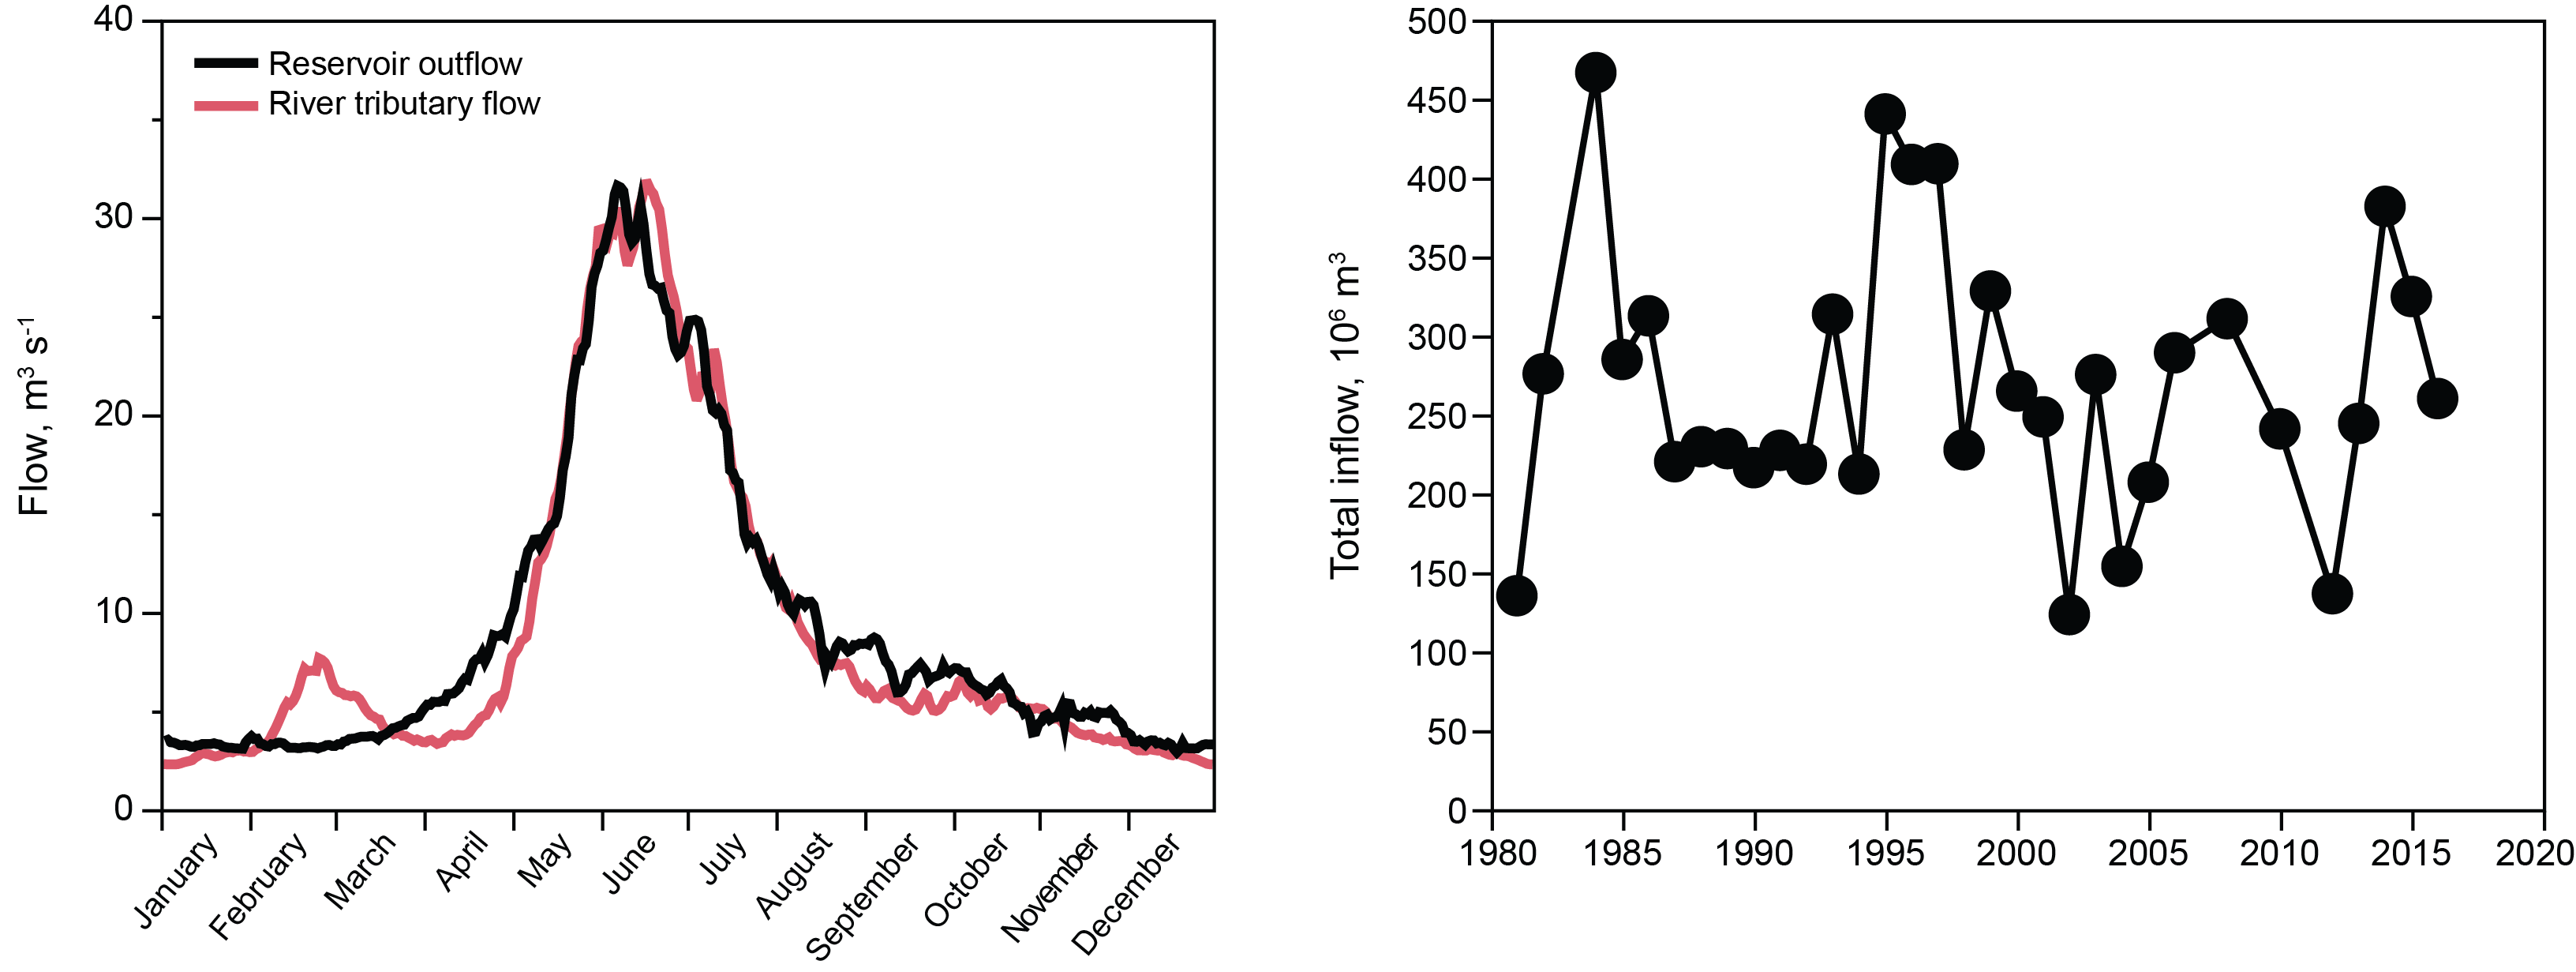 40
30
20
10
0
Flow, m³ s⁻¹
Reservoir outflow
River tributary flow
January
February
March
April
May
June
July
August
September
October
November
December
500
450
400
350
300
250
200
150
100
50
0
Total inflow, 10⁶ m³
1980
1985
1990
1995
2000
2005
2010
2015
2020